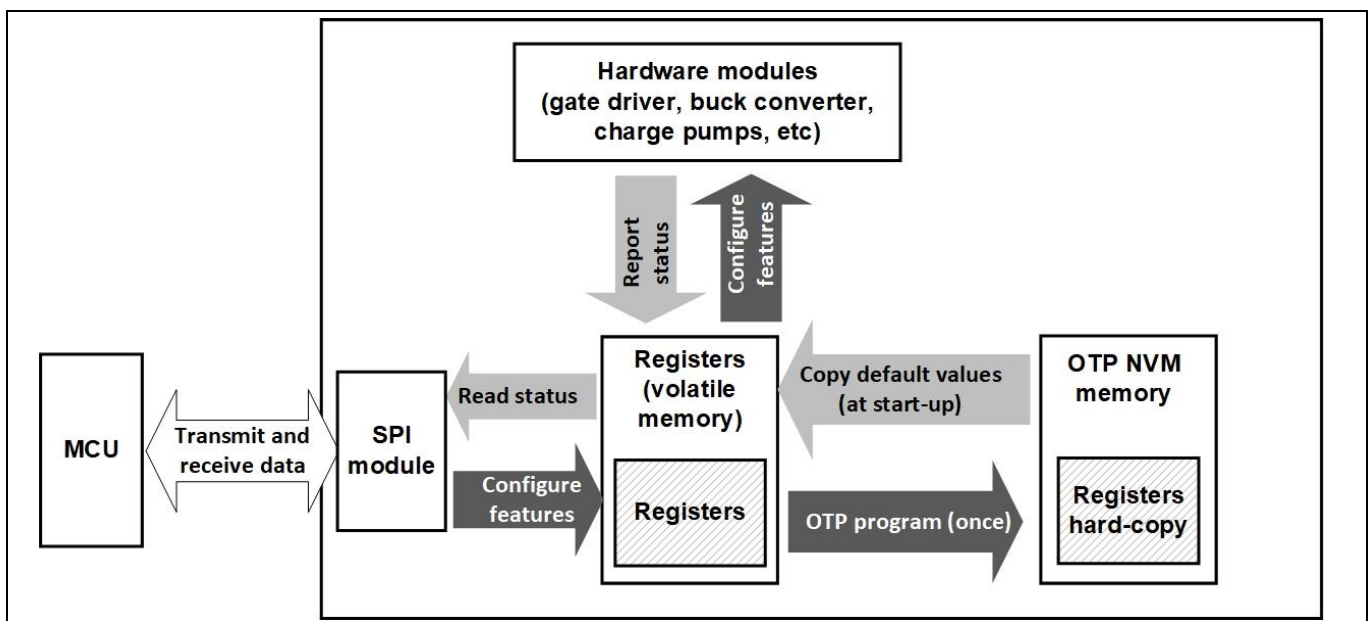 Hardware modules
(gate driver, buck converter,
charge pumps, etc)
Report
status
Configure
features
MCU
Transmit and
receive data
SPI
module
Read status
Configure
features
Registers
(volatile
memory)
Registers
Copy default values
(at start-up)
OTP program (once)
OTP NVM
memory
Registers
hard-copy